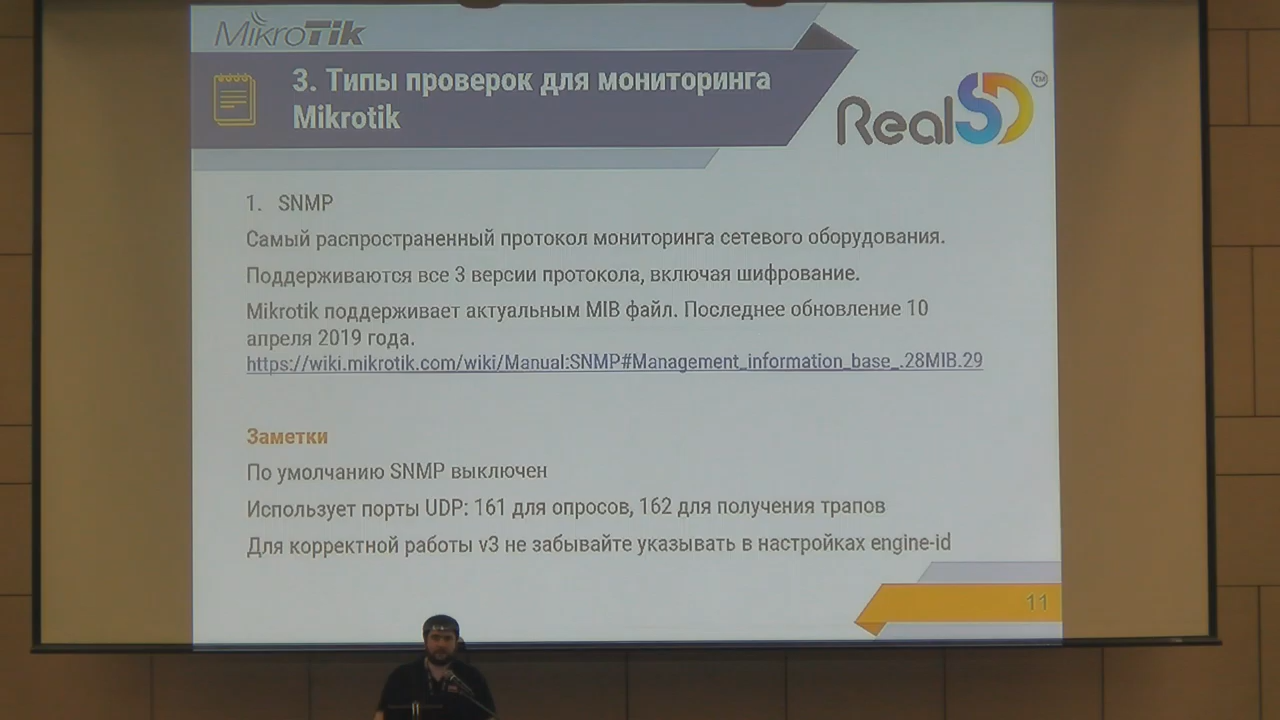 MikroTik
3. Типы проверок для мониторинга
Mikrotik
RealSD TM
1. SNMP
Самый распространенный протокол мониторинга сетевого оборудования.
Поддерживаются все 3 версии протокола, включая шифрование.
Mikrotik поддерживает актуальным MIB файл. Последнее обновление 10
апреля 2019 года.
https://wiki.mikrotik.com/wiki/Manual:SNMP#Management_information_base_.28MIB.29
Заметки
По умолчанию SNMP выключен
Использует порты UDP: 161 для опросов, 162 для получения трапов
Для корректной работы v3 не забывайте указывать в настройках engine-id
11